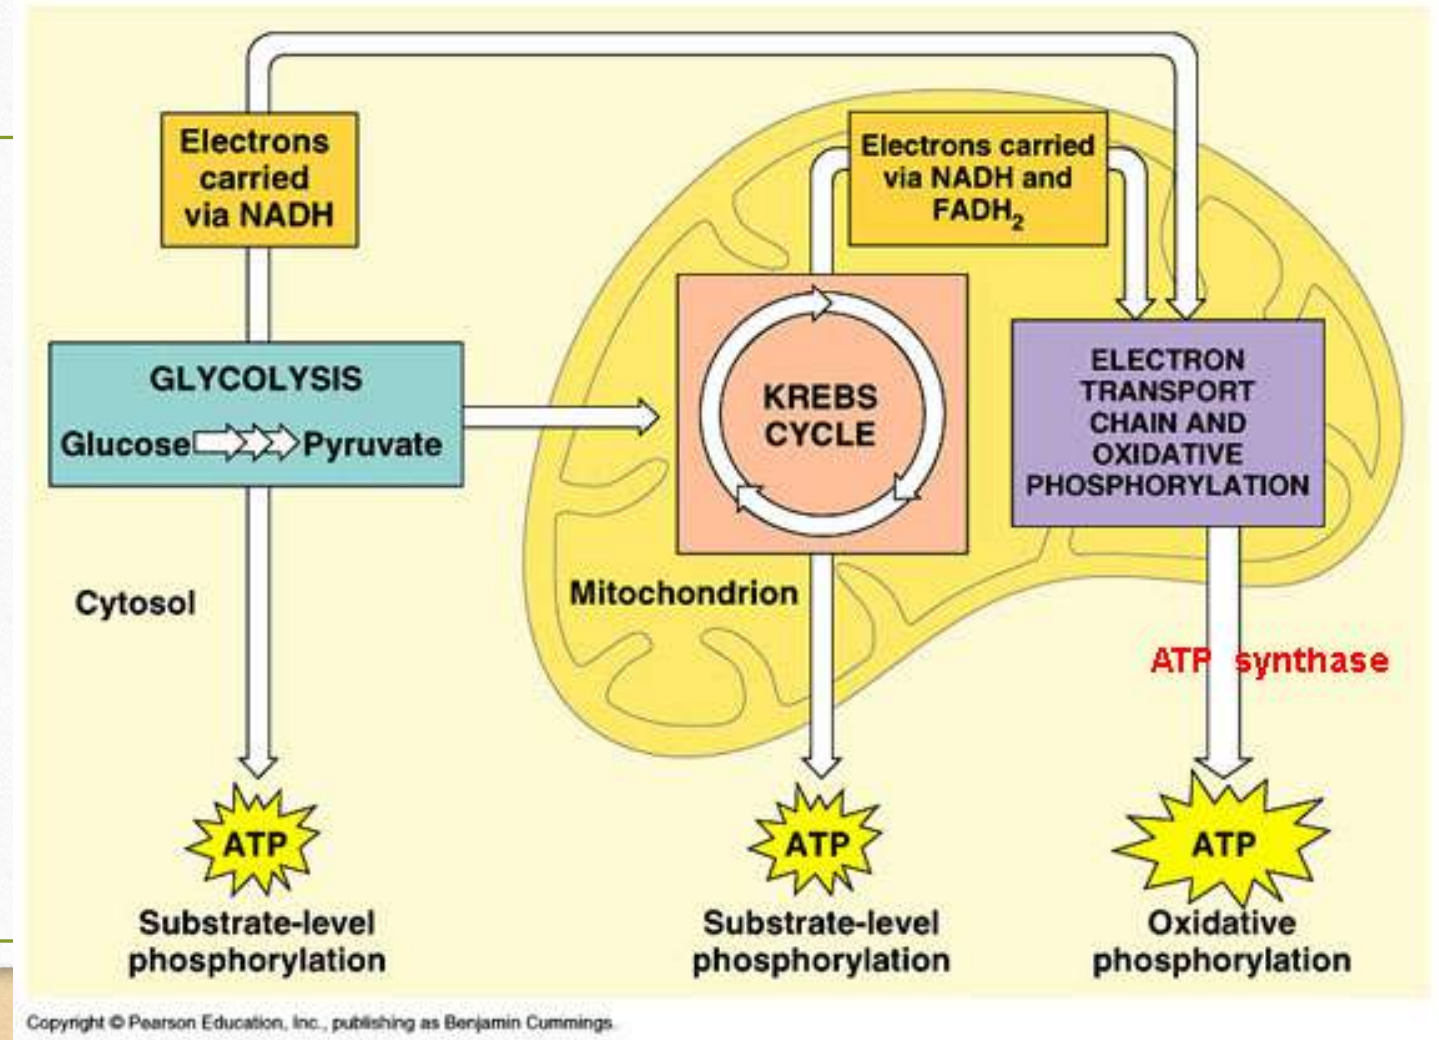 Electrons
carried
via NADH
Electrons carried
via NADH and
FADH₂
GLYCOLYSIS
Glucose Pyruvate
KREBS
CYCLE
ELECTRON
TRANSPORT
CHAIN AND
OXIDATIVE
PHOSPHORYLATION
Cytosol
Mitochondrion
ATP synthase
ATP
Substrate-level
phosphorylation
ATP
Substrate-level
phosphorylation
ATP
Oxidative
phosphorylation
Copyright © Pearson Education, Inc., publishing as Benjamin Cummings.